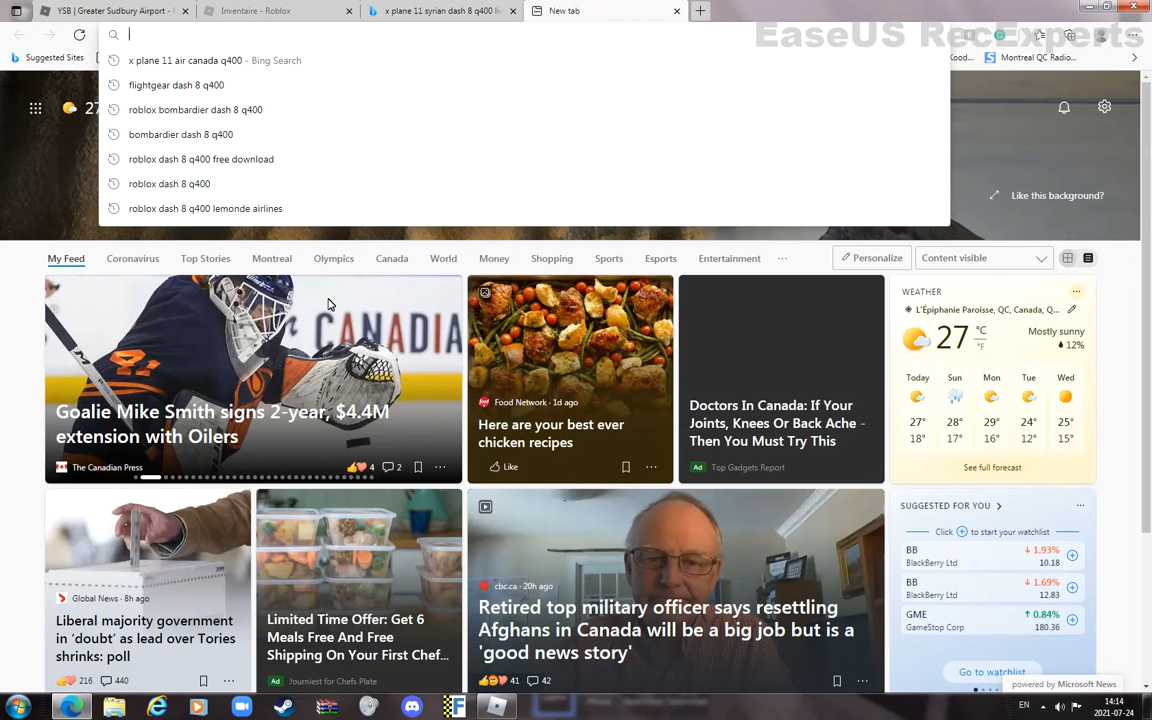 YSB | Greater Sudbury Airport -
Inventaire - Roblox
x plane 11 syrian dash 8 q400 liv
New tab
EaseUS RecExperts
x plane 11 air canada q400 - Bing Search
Suggested Sites
Kood...
Montreal QC Radio...
flightgear dash 8 q400
roblox bombardier dash 8 q400
27
bombardier dash 8 q400
roblox dash 8 q400 free download
roblox dash 8 q400
Like this background?
roblox dash 8 q400 lemonde airlines
My Feed
Coronavirus
Top Stories
Montreal
Olympics
Canada
World
Money
Shopping
Sports
Esports
Entertainment
...
Personalize
Content visible
CANADIA
Goalie Mike Smith signs 2-year, $4.4M
extension with Oilers
The Canadian Press
4
2
Food Network · 1d ago
Here are your best ever
chicken recipes
Like
Doctors In Canada: If Your
Joints, Knees Or Back Ache -
Then You Must Try This
Ad Top Gadgets Report
WEATHER
L'Épiphanie Paroisse, QC, Canada, Q...
27 °C
°F
Mostly sunny
12%
Today Sun Mon Tue Wed
27° 28° 29° 24° 25°
18° 17° 16° 12° 15°
See full forecast
Global News · 8h ago
Liberal majority government
in ‘doubt’ as lead over Tories
shrinks: poll
216
440
Limited Time Offer: Get 6
Meals Free And Free
Shipping On Your First Chef...
Ad Journiest for Chefs Plate
cbc.ca · 20h ago
Retired top military officer says resettling
Afghans in Canada will be a big job but is a
'good news story'
41
42
SUGGESTED FOR YOU
Click + to start your watchlist
BB 1.93%
BlackBerry Ltd 10.18
BB 1.69%
BlackBerry Ltd 12.83
GME 0.84%
GameStop Corp 180.36
Go to watchlist
powered by Microsoft News
EN
14:14
2021-07-24